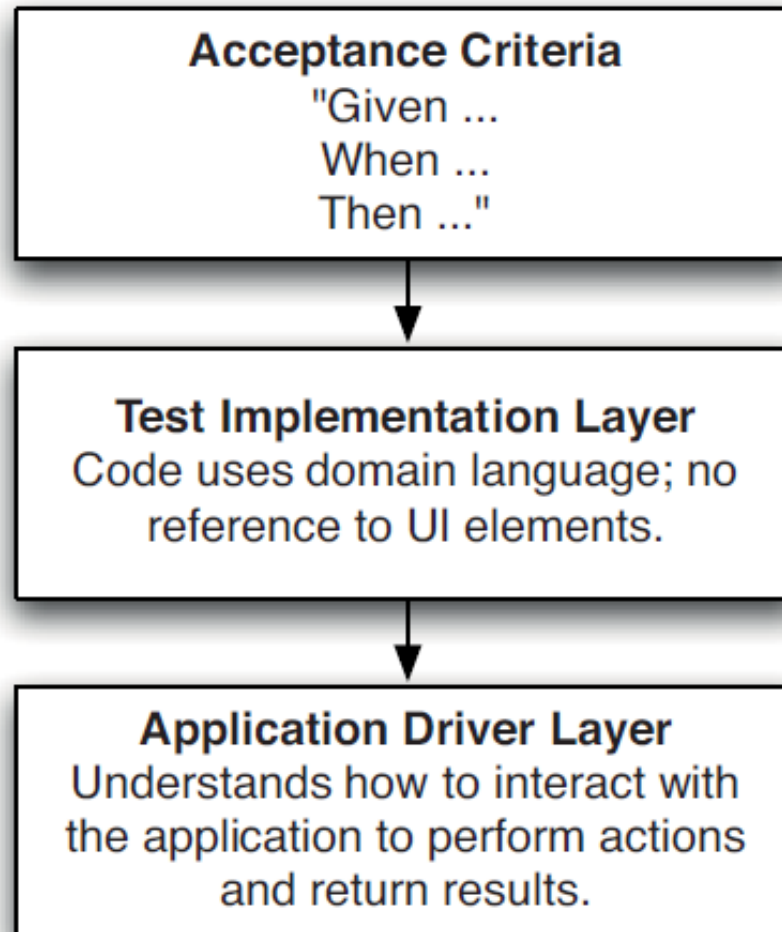 Acceptance Criteria
"Given ...
When ...
Then ..."
Test Implementation Layer
Code uses domain language; no
reference to UI elements.
Application Driver Layer
Understands how to interact with
the application to perform actions
and return results.